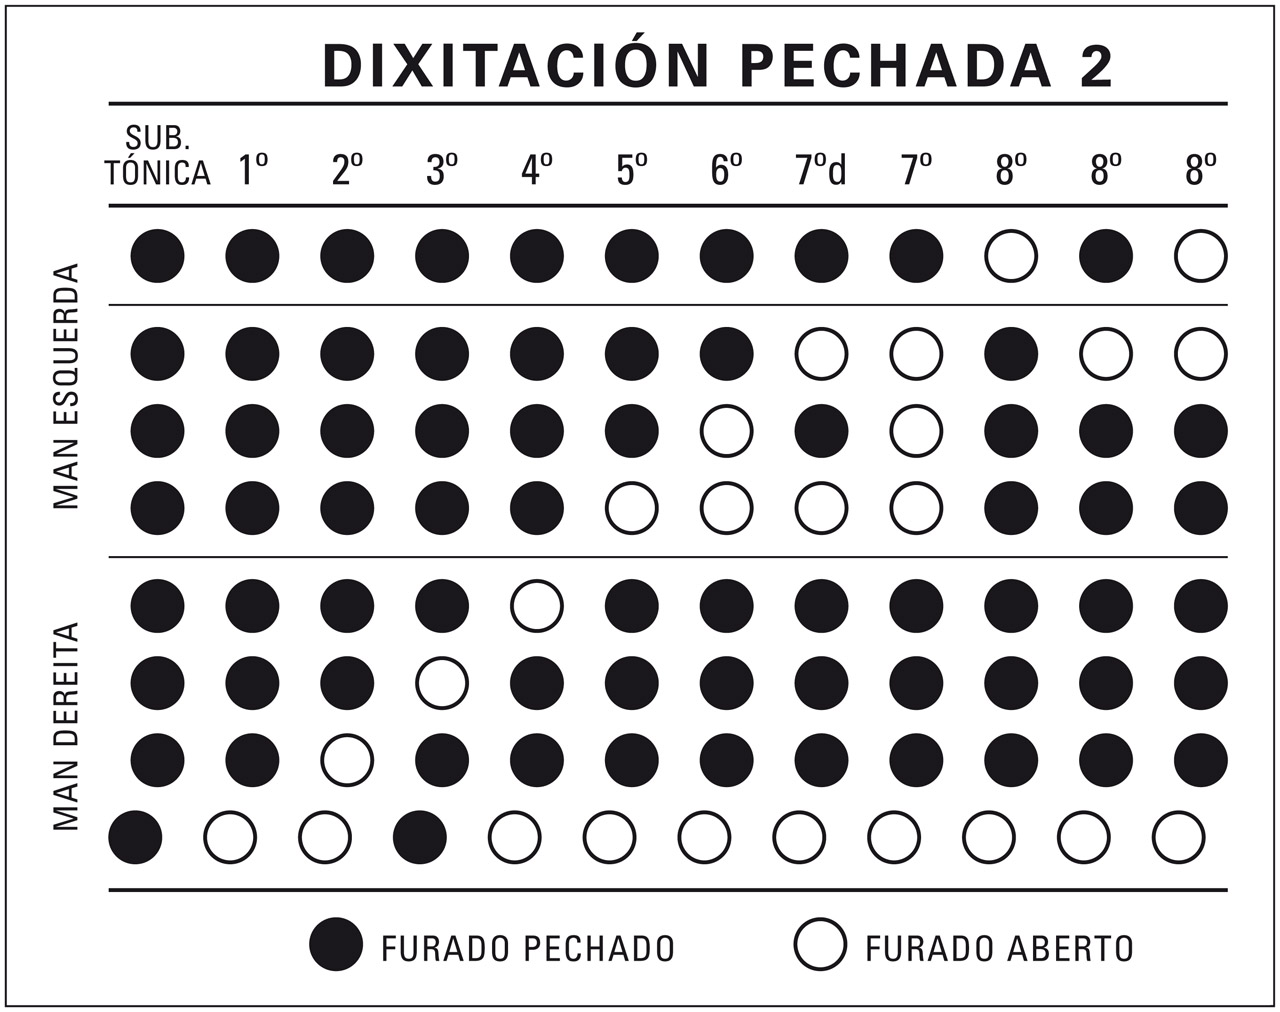 DIXITACIÓN PECHADA 2
SUB.
TÓNICA 1º 2º 3º 4º 5º 6º 7ºd 7º 8º 8º 8º
MAN ESQUERDA
MAN DEREITA
FURADO PECHADO FURADO ABERTO